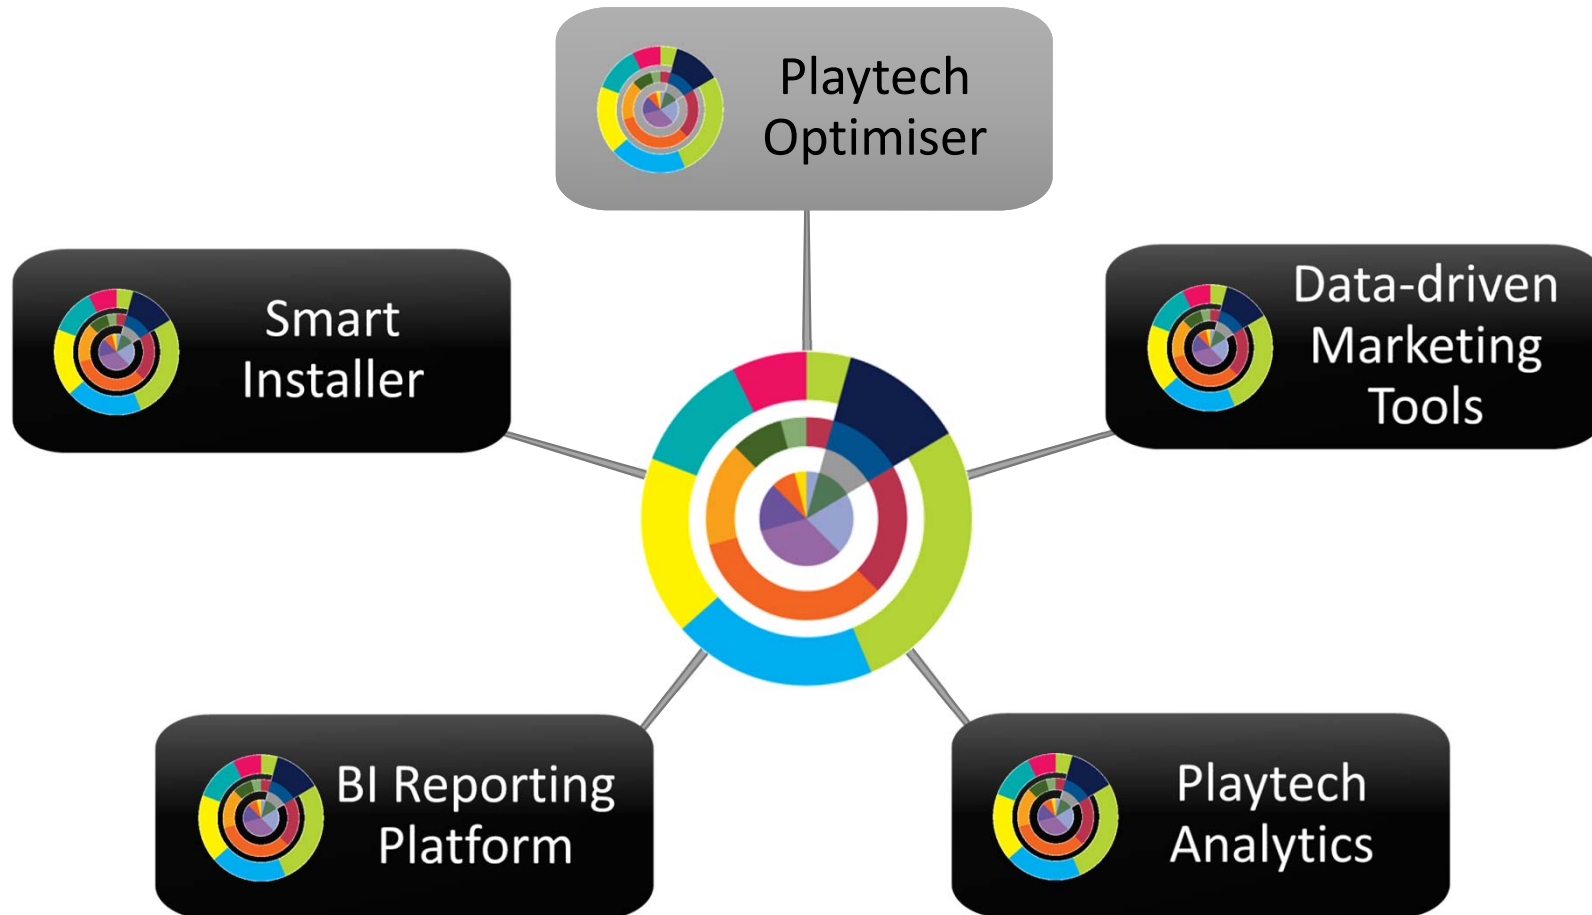 Playtech
Optimiser
Smart
Installer
Data-driven
Marketing
Tools
BI Reporting
Platform
Playtech
Analytics